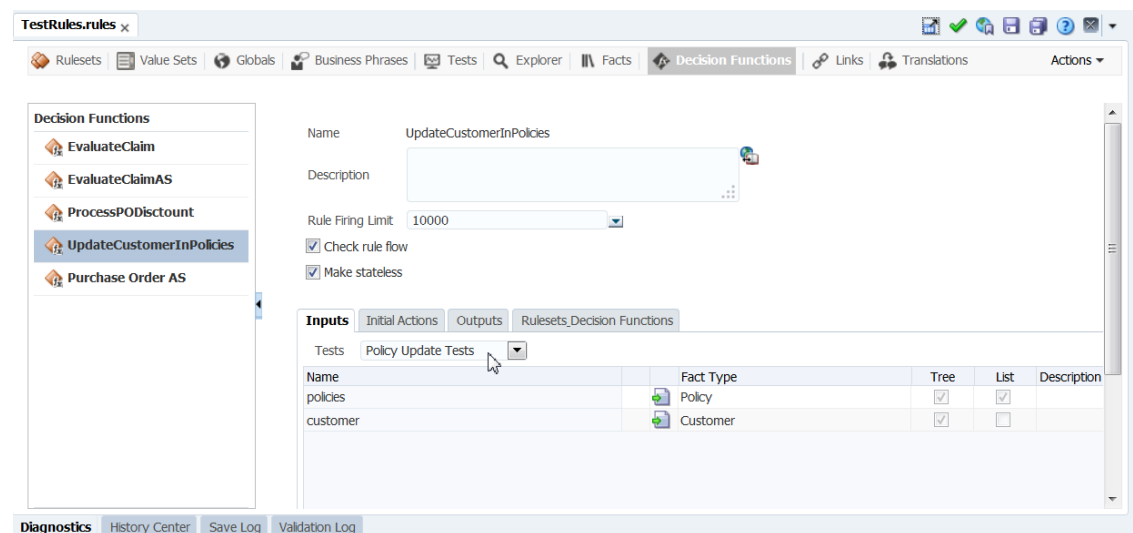 TestRules.rules x
Rulesets Value Sets Globals Business Phrases Tests Explorer Facts Decision Functions Links Translations Actions
Decision Functions
EvaluateClaim
EvaluateClaimAS
ProcessPODisctount
UpdateCustomerInPolicies
Purchase Order AS
Name UpdateCustomerInPolicies
Description
Rule Firing Limit 10000
Check rule flow
Make stateless
Inputs Initial Actions Outputs Rulesets_Decision Functions
Tests Policy Update Tests
Name Fact Type Tree List Description
policies Policy
customer Customer
Diagnostics History Center Save Log Validation Log